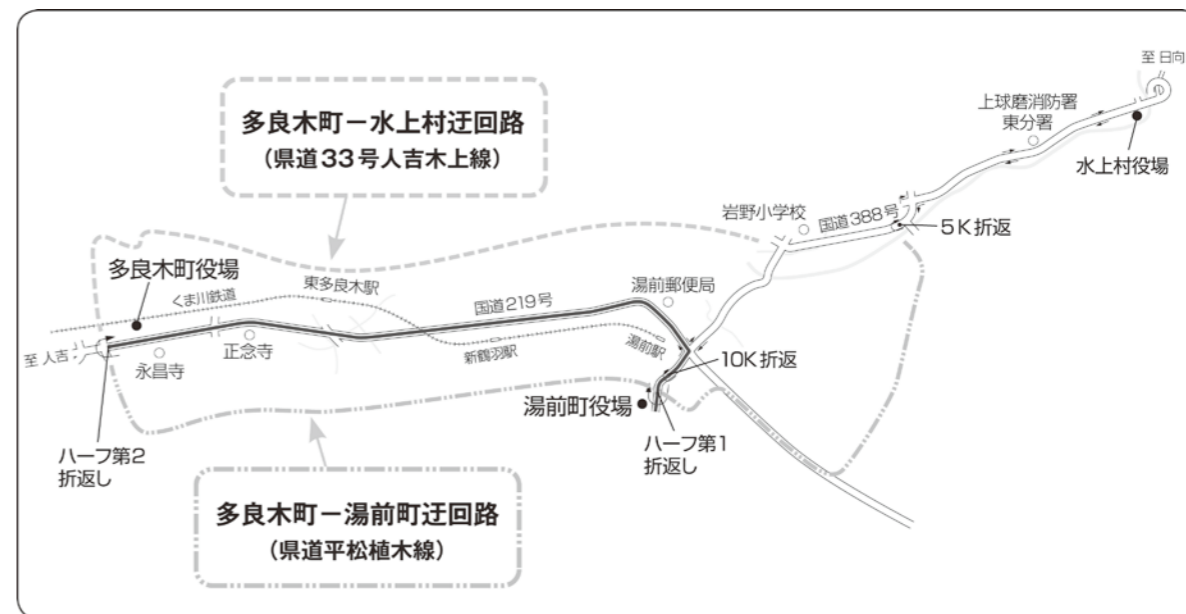 至 日向
上球磨消防署
東分署
水上村役場
多良木町－水上村迂回路
（県道33号人吉木上線）
岩野小学校
国道388号
5K折返
多良木町役場
くま川鉄道
東多良木駅
国道219号
湯前郵便局
至 人吉
永昌寺
正念寺
新鶴羽駅
湯前駅
10K折返
湯前町役場
ハーフ第2
折返し
ハーフ第1
折返し
多良木町－湯前町迂回路
（県道平松植木線）